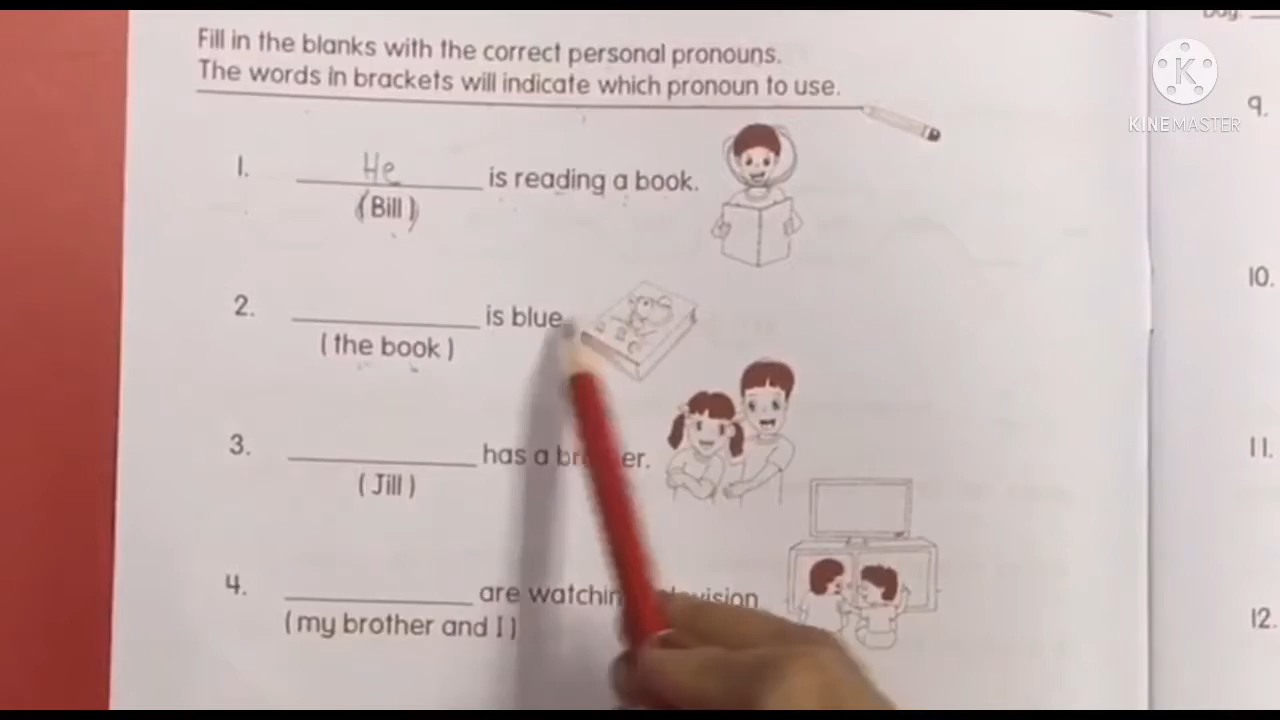 Fill in the blanks with the correct personal pronouns.
The words in brackets will indicate which pronoun to use.
KINEMASTER
1. He is reading a book.
(Bill)
2. is blue.
(the book)
3. has a
(Jill)
4. are
(my brother and I)
9.
10.
11.
12.